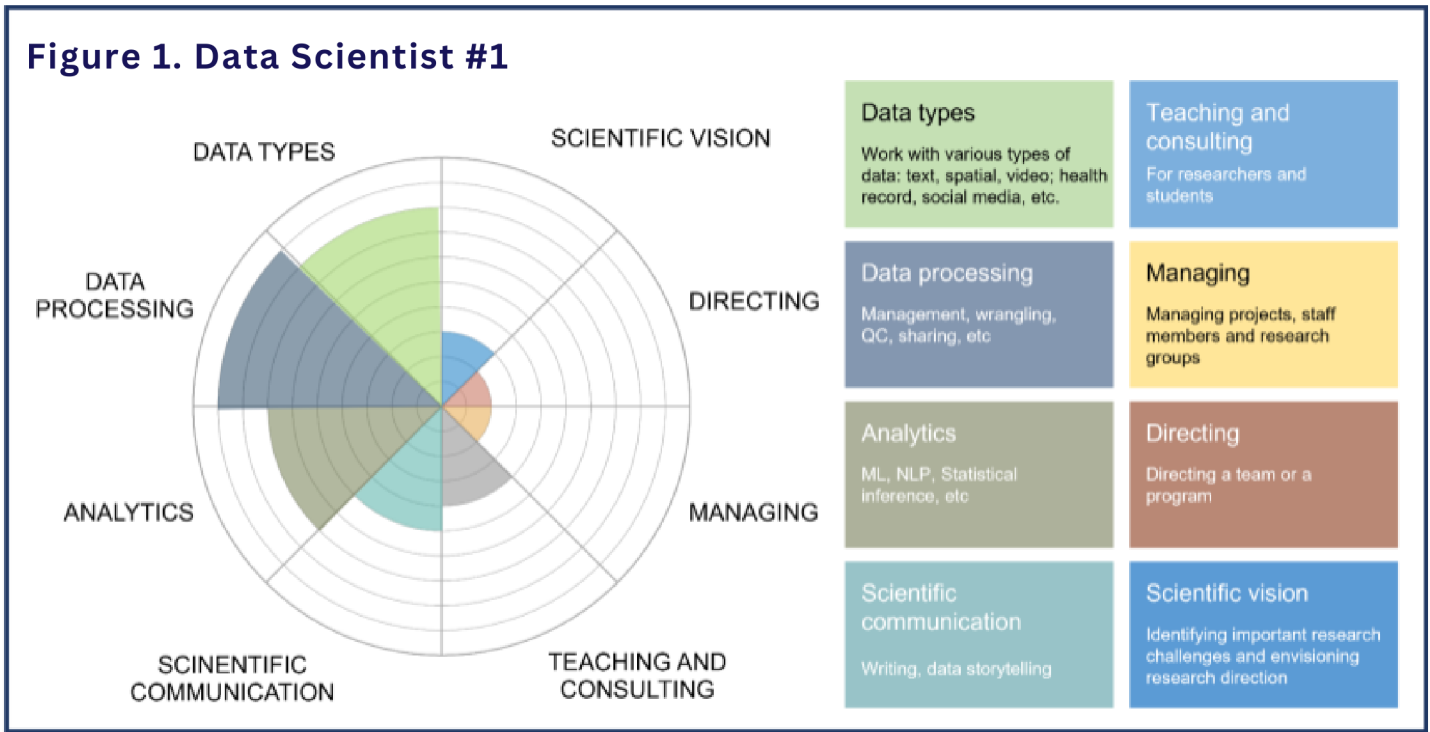 Figure 1. Data Scientist #1
DATA TYPES
SCIENTIFIC VISION
DATA
PROCESSING
DIRECTING
ANALYTICS
MANAGING
SCINENTIFIC
COMMUNICATION
TEACHING AND
CONSULTING
Data types
Work with various types of
data: text, spatial, video; health
record, social media, etc.
Teaching and
consulting
For researchers and
students
Data processing
Management, wrangling,
QC, sharing, etc
Managing
Managing projects, staff
members and research
groups
Analytics
ML, NLP, Statistical
inference, etc
Directing
Directing a team or a
program
Scientific
communication
Writing, data storytelling
Scientific vision
Identifying important research
challenges and envisioning
research direction